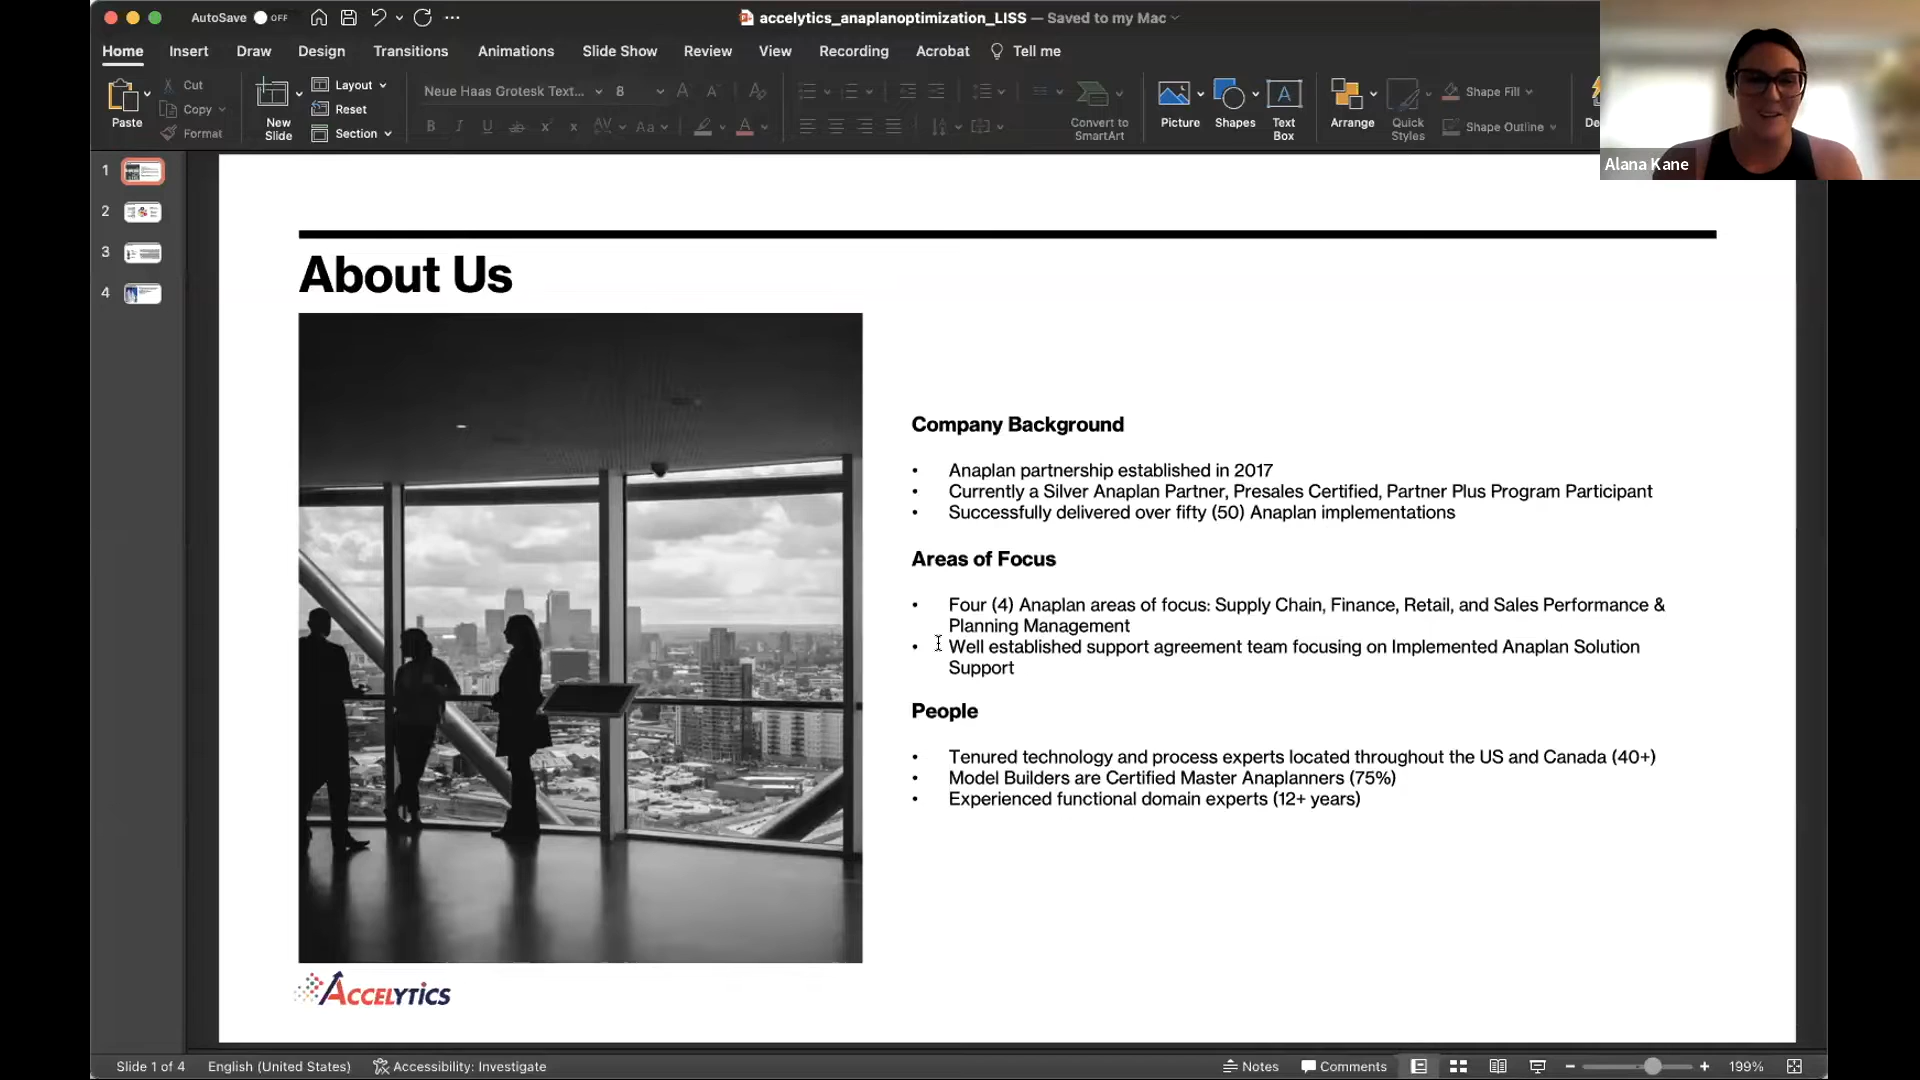 AutoSave OFF
accelytics_anaplanoptimization_LISS — Saved to my Mac
Home Insert Draw Design Transitions Animations Slide Show Review View Recording Acrobat Tell me
Paste
Cut
Copy
Format
New Slide
Layout
Reset
Section
Neue Haas Grotesk Text... 8
Convert to SmartArt
Picture
Shapes
Text Box
Arrange
Quick Styles
Shape Fill
Shape Outline
Alana Kane
1
2
3
4
About Us
Company Background
• Anaplan partnership established in 2017
• Currently a Silver Anaplan Partner, Presales Certified, Partner Plus Program Participant
• Successfully delivered over fifty (50) Anaplan implementations
Areas of Focus
• Four (4) Anaplan areas of focus: Supply Chain, Finance, Retail, and Sales Performance &
Planning Management
• Well established support agreement team focusing on Implemented Anaplan Solution
Support
People
• Tenured technology and process experts located throughout the US and Canada (40+)
• Model Builders are Certified Master Anaplanners (75%)
• Experienced functional domain experts (12+ years)
ACCELYTICS
Slide 1 of 4 English (United States) Accessibility: Investigate Notes Comments 199%